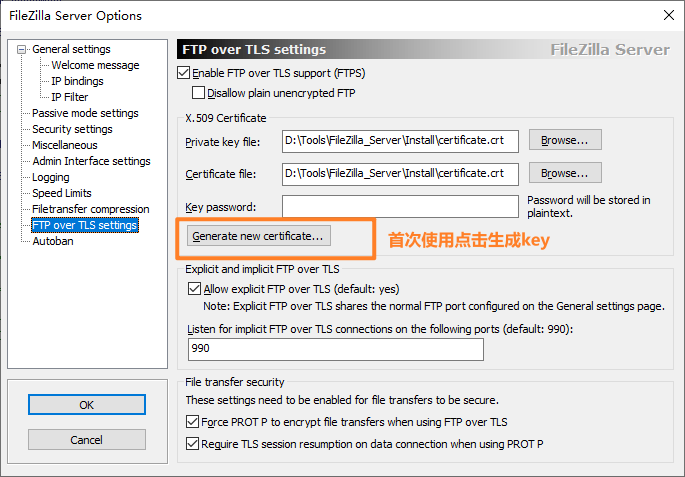 FileZilla Server Options
General settings
Welcome message
IP bindings
IP Filter
Passive mode settings
Security settings
Miscellaneous
Admin Interface settings
Logging
Speed Limits
Filetransfer compression
FTP over TLS settings
Autoban
OK
Cancel
FTP over TLS settings
FileZilla Server
Enable FTP over TLS support (FTPS)
Disallow plain unencrypted FTP
X.509 Certificate
Private key file: D:\Tools\FileZilla_Server\Install\certificate.crt Browse...
Certificate file: D:\Tools\FileZilla_Server\Install\certificate.crt Browse...
Key password: Password will be stored in
plaintext.
Generate new certificate... 首次使用点击生成key
Explicit and implicit FTP over TLS
Allow explicit FTP over TLS (default: yes)
Note: Explicit FTP over TLS shares the normal FTP port configured on the General settings page.
Listen for implicit FTP over TLS connections on the following ports (default: 990):
990
File transfer security
These settings need to be enabled for file transfers to be secure.
Force PROT P to encrypt file transfers when using FTP over TLS
Require TLS session resumption on data connection when using PROT P